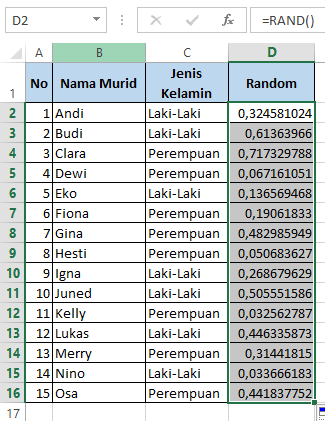 D2 =RAND()
A B C D
1 No Nama Murid Jenis Kelamin Random
2 1 Andi Laki-Laki 0,324581024
3 2 Budi Laki-Laki 0,61363966
4 3 Clara Perempuan 0,717329788
5 4 Dewi Perempuan 0,067161051
6 5 Eko Laki-Laki 0,136569468
7 6 Fiona Perempuan 0,19061833
8 7 Gina Perempuan 0,482985949
9 8 Hesti Perempuan 0,050683627
10 9 Igna Laki-Laki 0,268679629
11 10 Juned Laki-Laki 0,505551586
12 11 Kelly Perempuan 0,032562787
13 12 Lukas Laki-Laki 0,446335873
14 13 Merry Perempuan 0,31441815
15 14 Nino Laki-Laki 0,033666183
16 15 Osa Perempuan 0,441837752
17